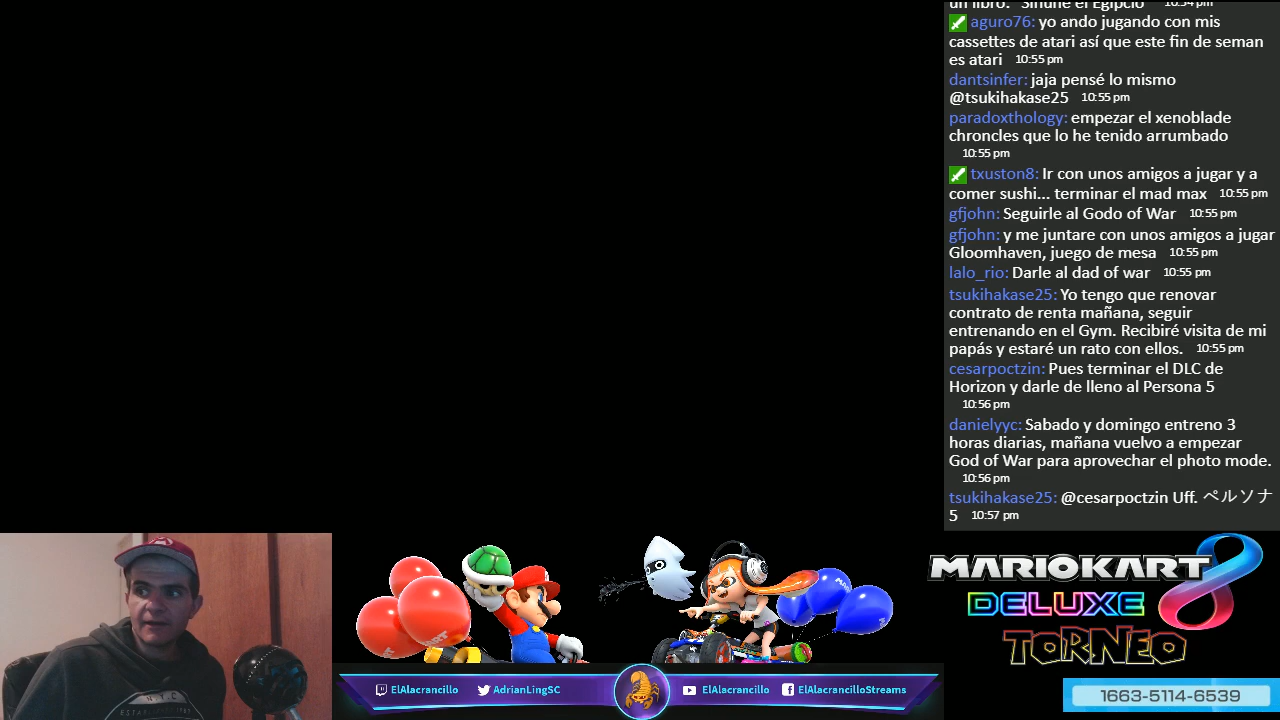 un libro. "Sinuhé el Egipcio 10:54 pm
aguro76: yo ando jugando con mis
cassettes de atari así que este fin de seman
es atari 10:55 pm
dantsinfer: jaja pensé lo mismo
@tsukihakase25 10:55 pm
paradoxthology: empezar el xenoblade
chroncles que lo he tenido arrumbado
10:55 pm
txuston8: Ir con unos amigos a jugar y a
comer sushi... terminar el mad max 10:55 pm
gfjohn: Seguirle al Godo of War 10:55 pm
gfjohn: y me juntare con unos amigos a jugar
Gloomhaven, juego de mesa 10:55 pm
lalo_rio: Darle al dad of war 10:55 pm
tsukihakase25: Yo tengo que renovar
contrato de renta mañana, seguir
entrenando en el Gym. Recibiré visita de mi
papás y estaré un rato con ellos. 10:55 pm
cesarpoctzin: Pues terminar el DLC de
Horizon y darle de lleno al Persona 5
10:56 pm
danielyyc: Sabado y domingo entreno 3
horas diarias, mañana vuelvo a empezar
God of War para aprovechar el photo mode.
10:56 pm
tsukihakase25: @cesarpoctzin Uff. ペルソナ
5 10:57 pm
MARIOKART 8
DELUXE
TORNEO
1663-5114-6539
ElAlacrancillo AdrianLingSC ElAlacrancillo ElAlacrancilloStreams